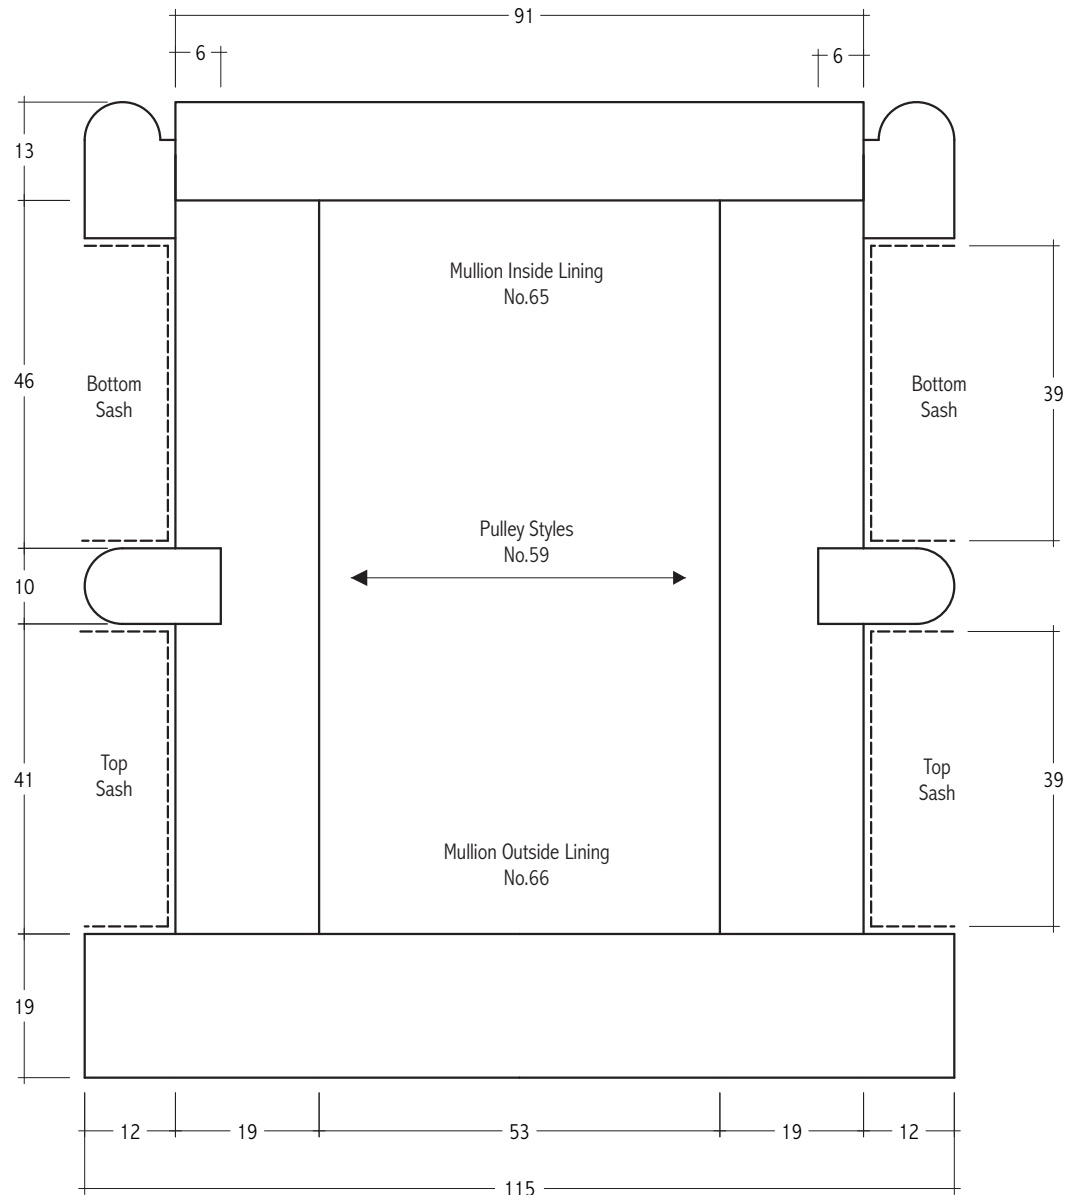 91
6
6
13
Mullion Inside Lining
No.65
46
Bottom
Sash
Bottom
Sash
39
Pulley Styles
No.59
10
Top
Sash
Top
Sash
41
39
Mullion Outside Lining
No.66
19
12
19
53
19
12
115